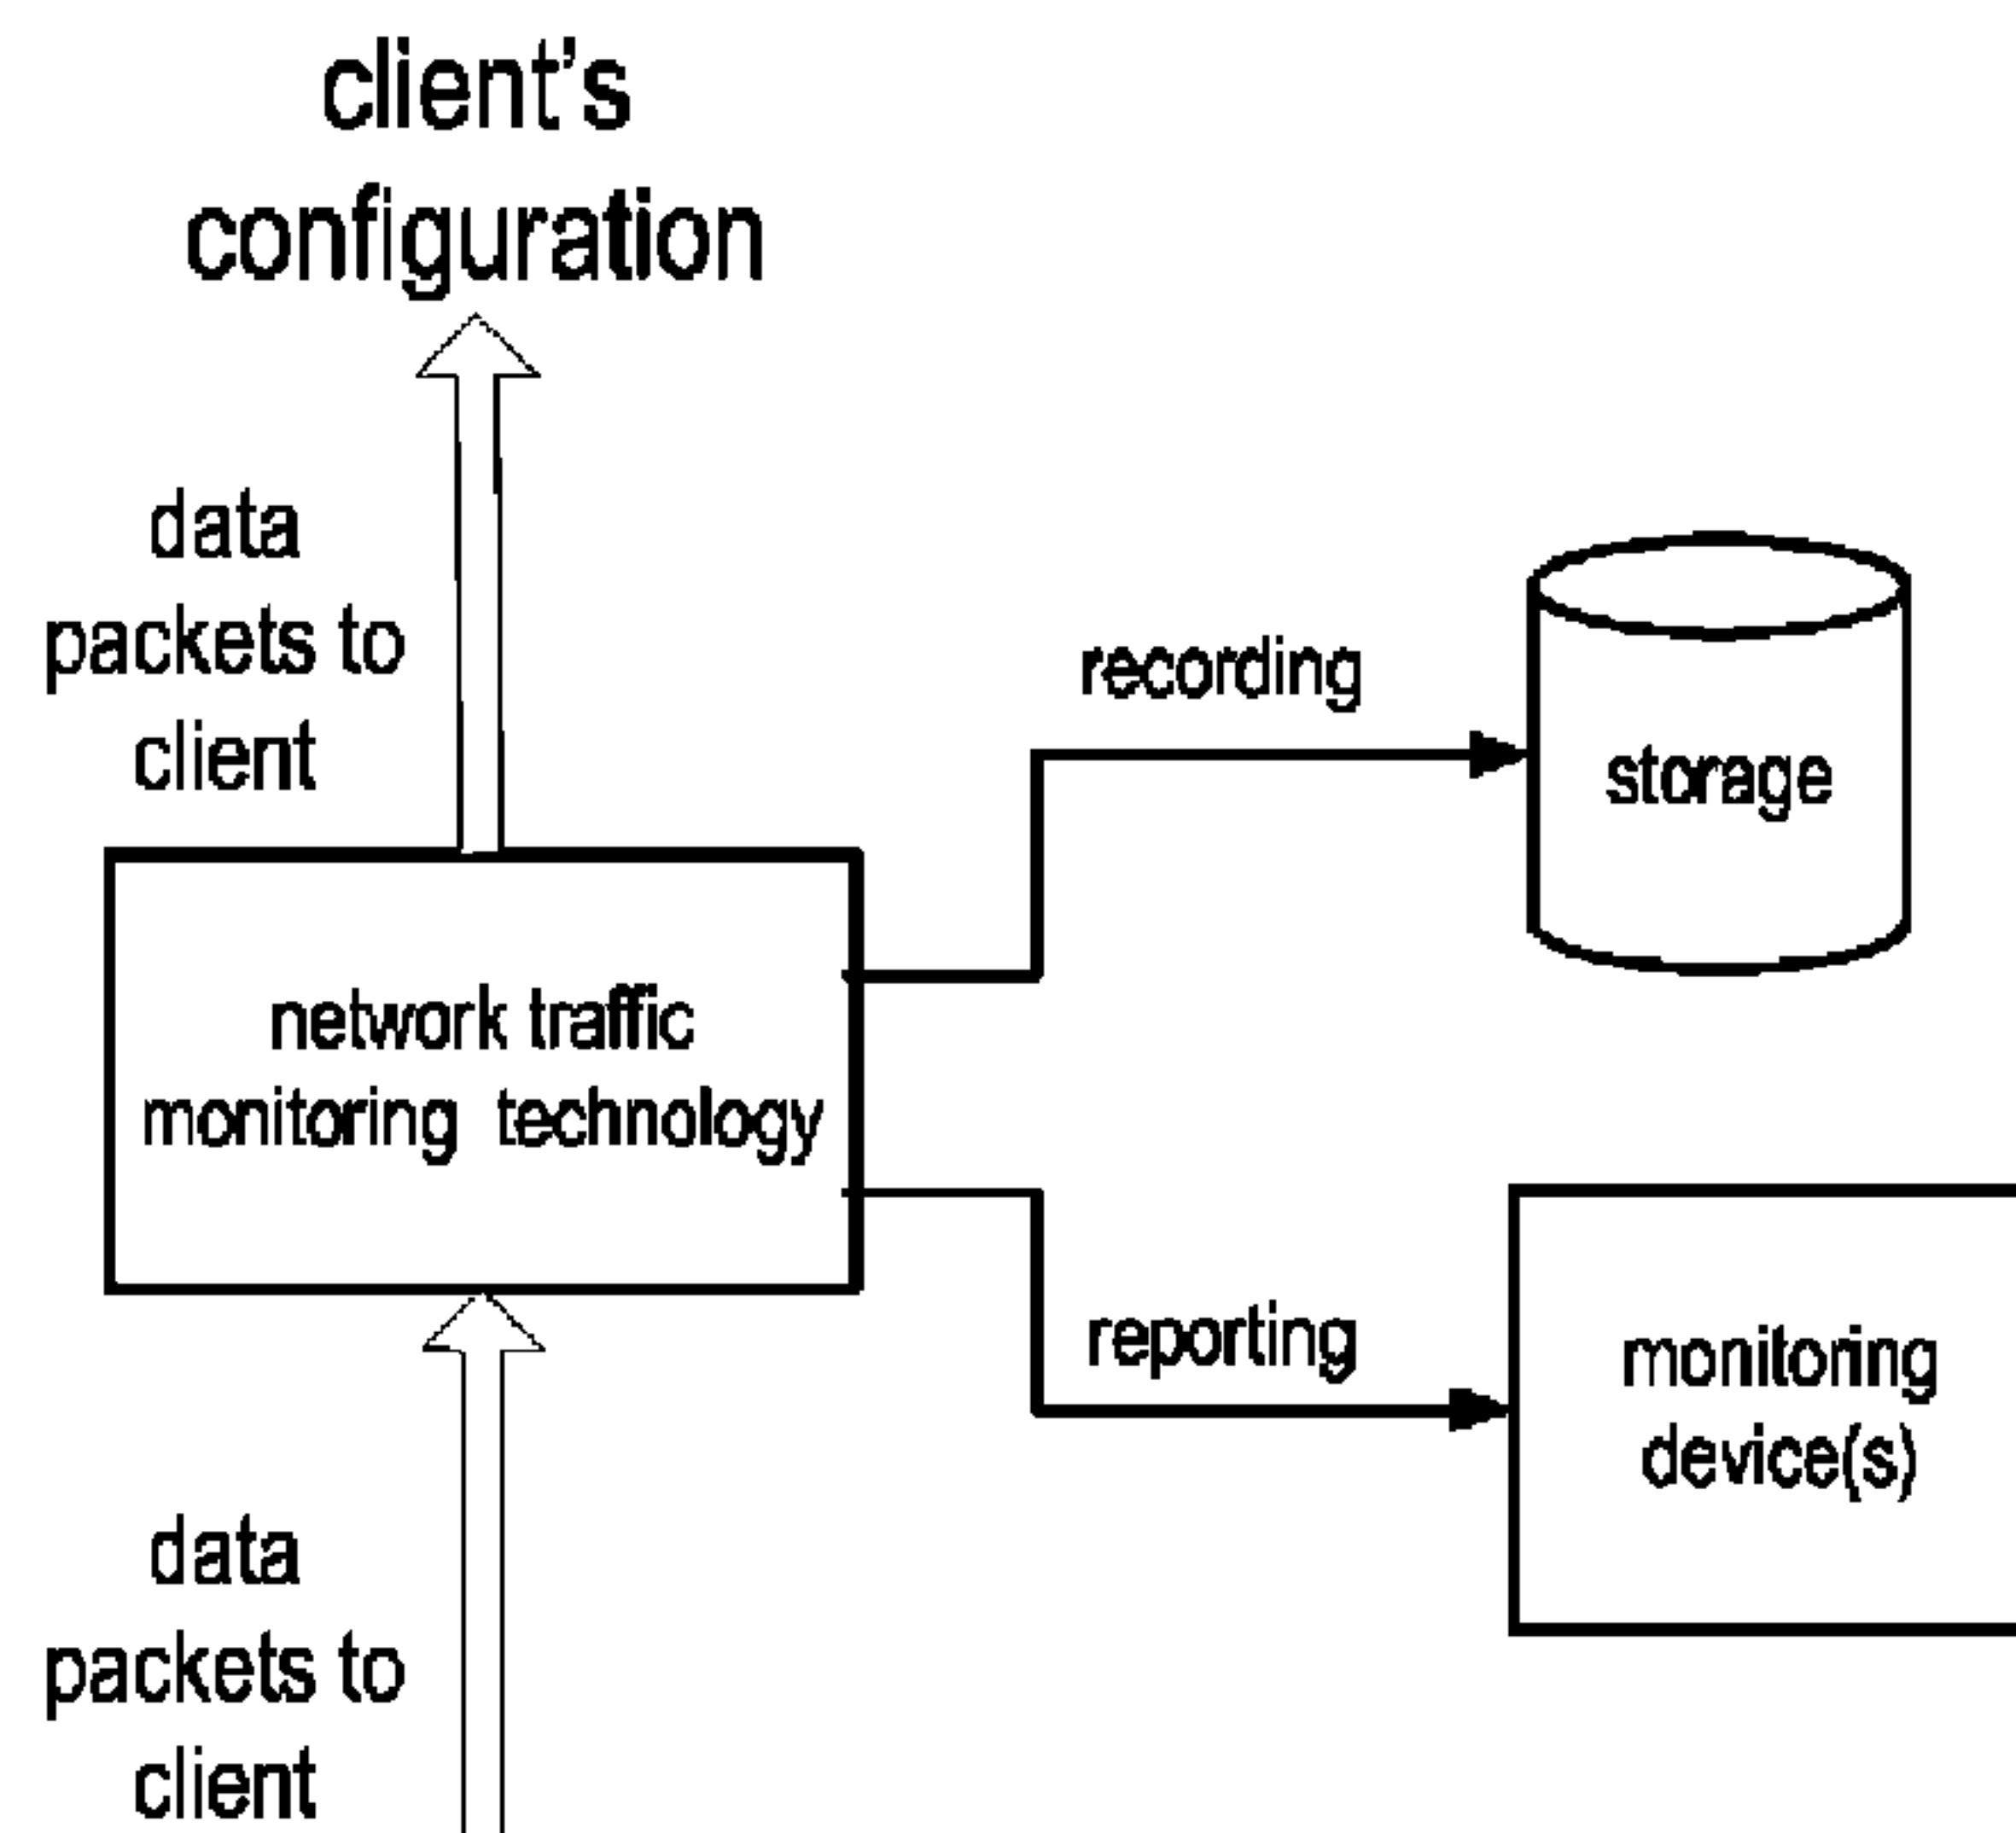 client's
configuration
data
packets to
client
recording
storage
network traffic
monitoring technology
reporting
monitoring
device(s)
data
packets to
client